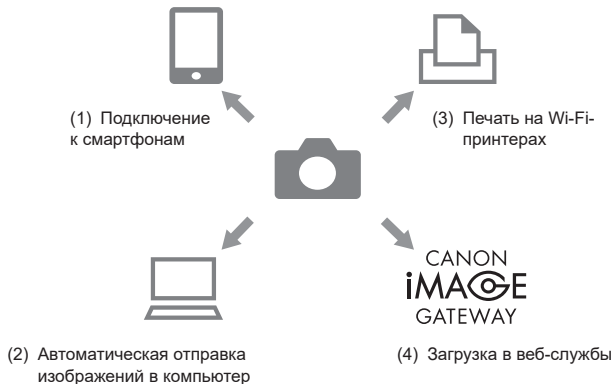 (1) Подключение
к смартфонам
(3) Печать на Wi-Fi-
принтерах
CANON
iMAGE
GATEWAY
(2) Автоматическая отправка
изображений в компьютер
(4) Загрузка в веб-службы